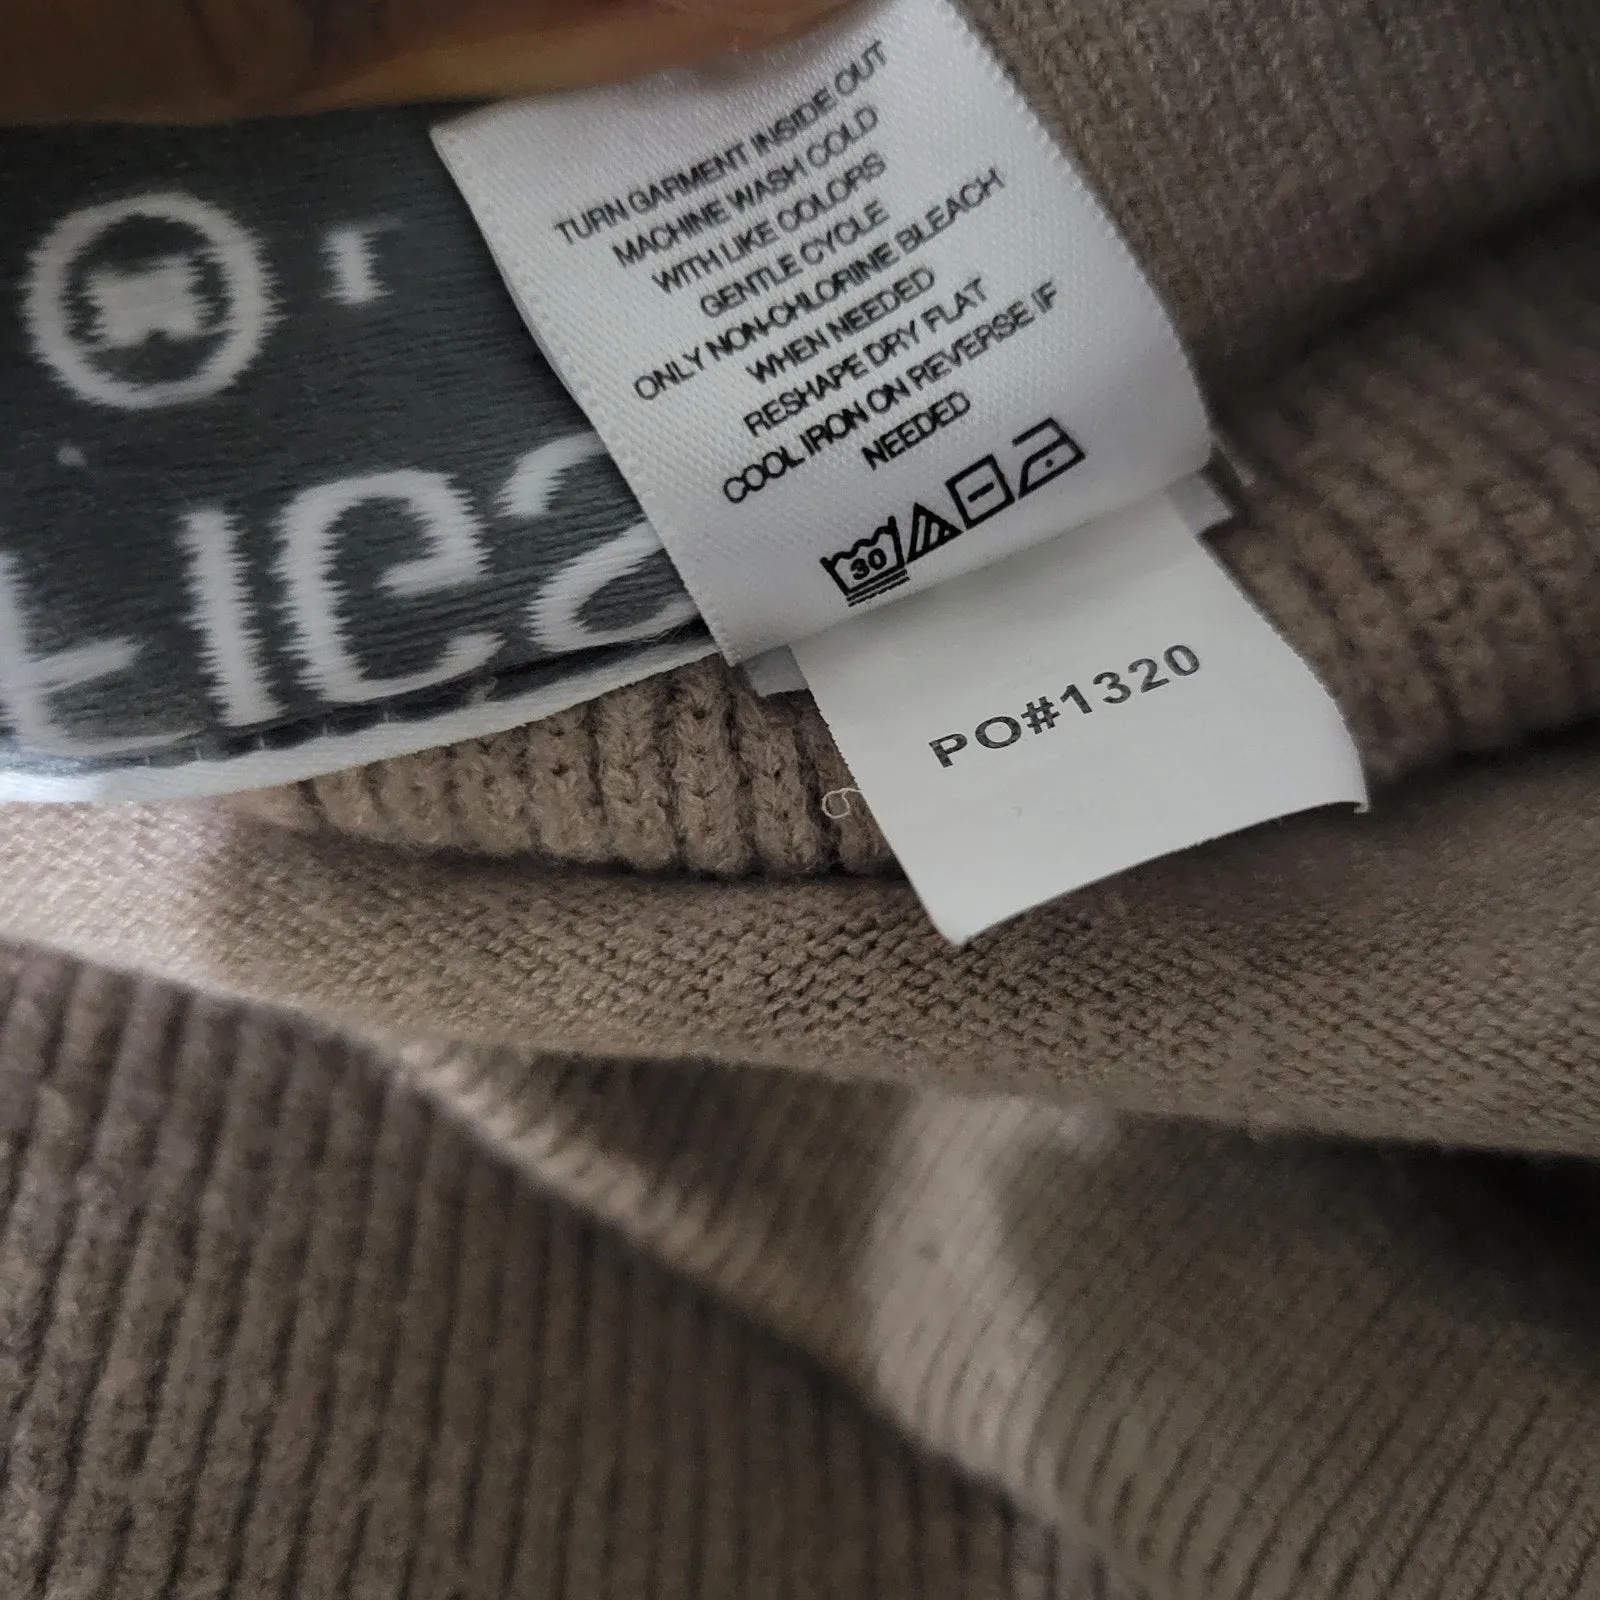 TURN GARMENT INSIDE OUT
MACHINE WASH COLD
WITH LIKE COLORS
GENTLE CYCLE
ONLY NON-CHLORINE BLEACH
WHEN NEEDED
RESHAPE DRY FLAT
COOL IRON ON REVERSE IF
NEEDED
30
PO#1320